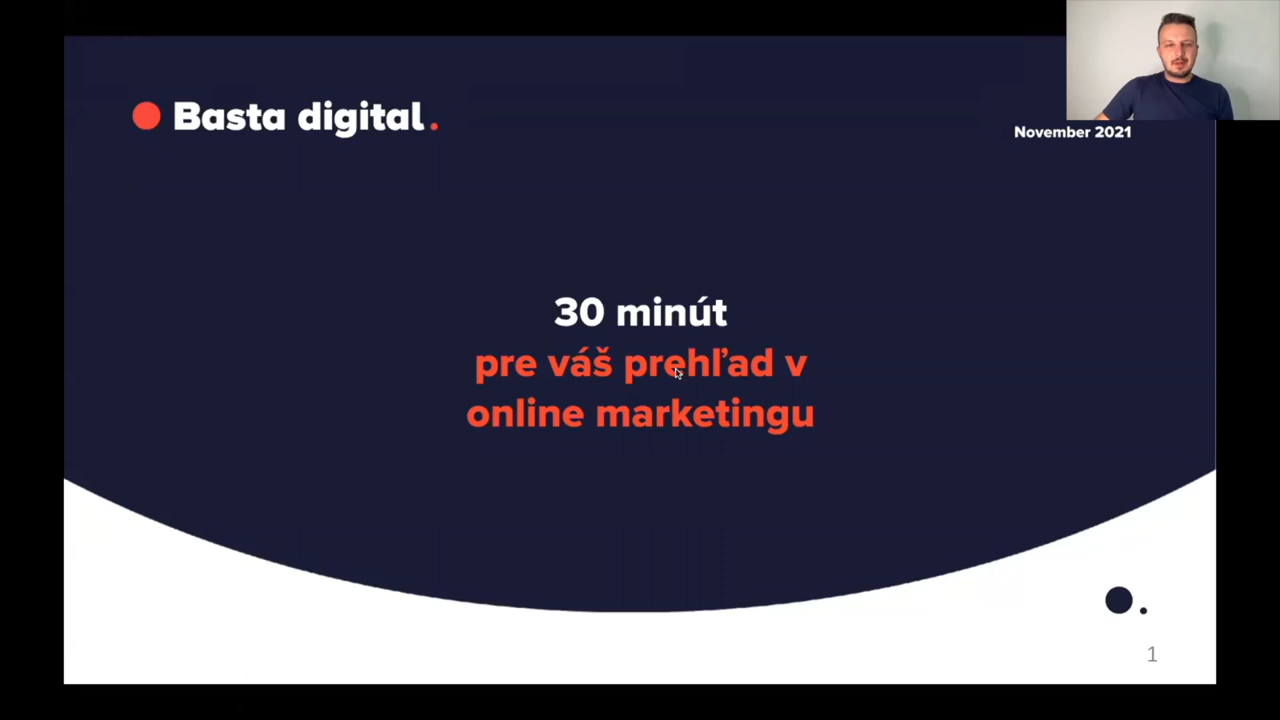 Basta digital.
November 2021
30 minút
pre váš prehľad v
online marketingu
1